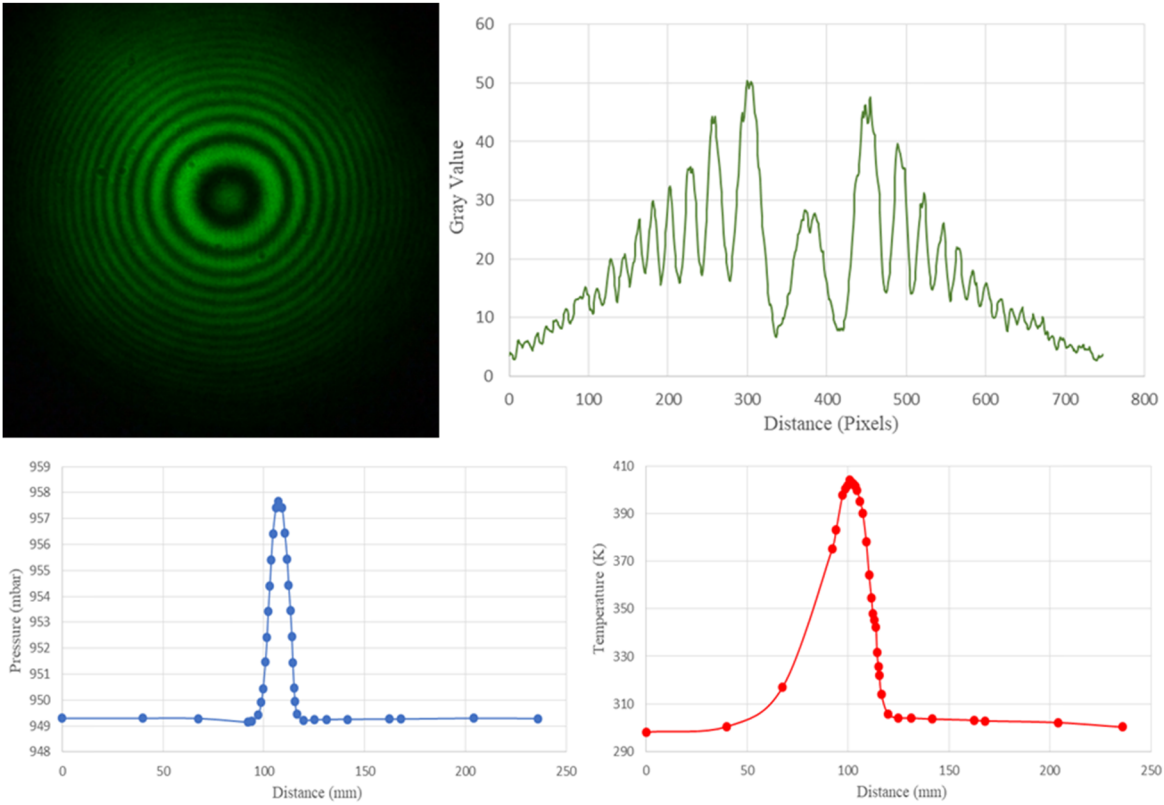 60
50
40
30
20
10
0
Gray Value
0 100 200 300 400 500 600 700 800
Distance (Pixels)
959
958
957
956
955
954
953
952
951
950
949
948
Pressure (mbar)
0 50 100 150 200 250
Distance (mm)
410
390
370
350
330
310
290
Temperature (K)
0 50 100 150 200 250
Distance (mm)